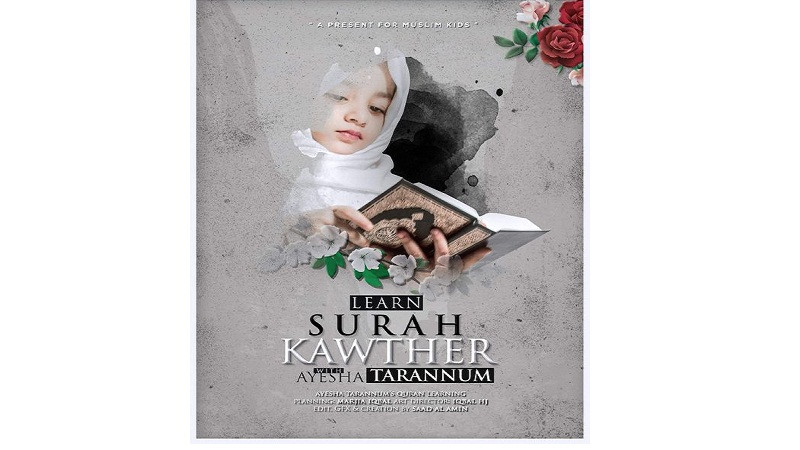 " A PRESENT FOR MUSLIM KIDS "
LEARN
SURAH
KAWTHER
WITH
AYESHA TARANNUM
AYESHA TARANNUM'S QURAN LEARNING
PLANNING: MARJIA IQBAL ART DIRECTOR: IQBAL HJ
EDIT, GFX & CREATION BY SAAD AL AMIN